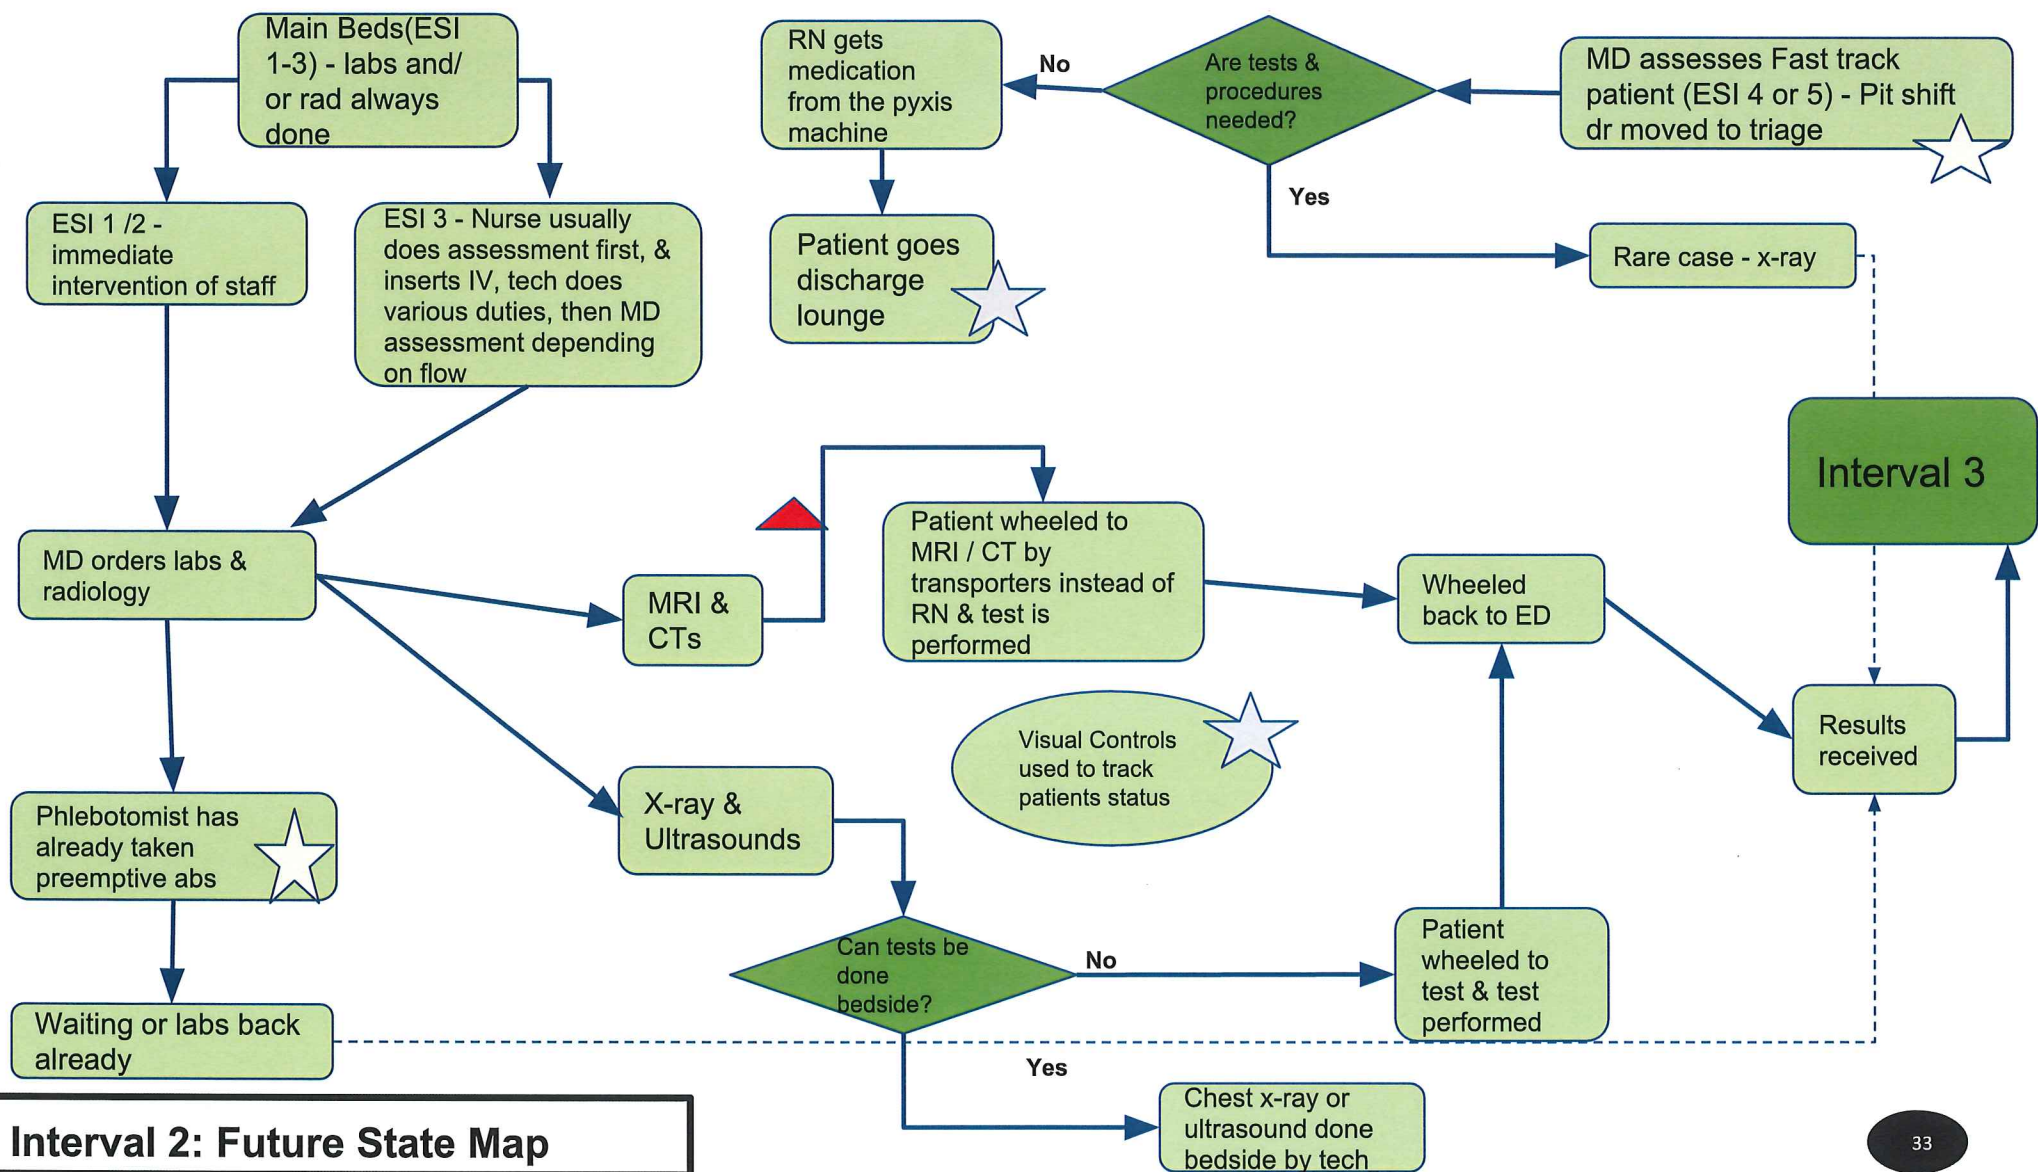 Main Beds(ESI
1-3) - labs and/
or rad always
done
RN gets
medication
from the pyxis
machine
No
Are tests &
procedures
needed?
MD assesses Fast track
patient (ESI 4 or 5) - Pit shift
dr moved to triage
Yes
ESI 1 /2 -
immediate
intervention of staff
ESI 3 - Nurse usually
does assessment first, &
inserts IV, tech does
various duties, then MD
assessment depending
on flow
Patient goes
discharge
lounge
Rare case - x-ray
Interval 3
MD orders labs &
radiology
MRI &
CTs
Patient wheeled to
MRI / CT by
transporters instead of
RN & test is
performed
Wheeled
back to ED
Results
received
Visual Controls
used to track
patients status
X-ray &
Ultrasounds
Phlebotomist has
already taken
preemptive abs
Can tests be
done
bedside?
No
Patient
wheeled to
test & test
performed
Waiting or labs back
already
Yes
Chest x-ray or
ultrasound done
bedside by tech
Interval 2: Future State Map
33